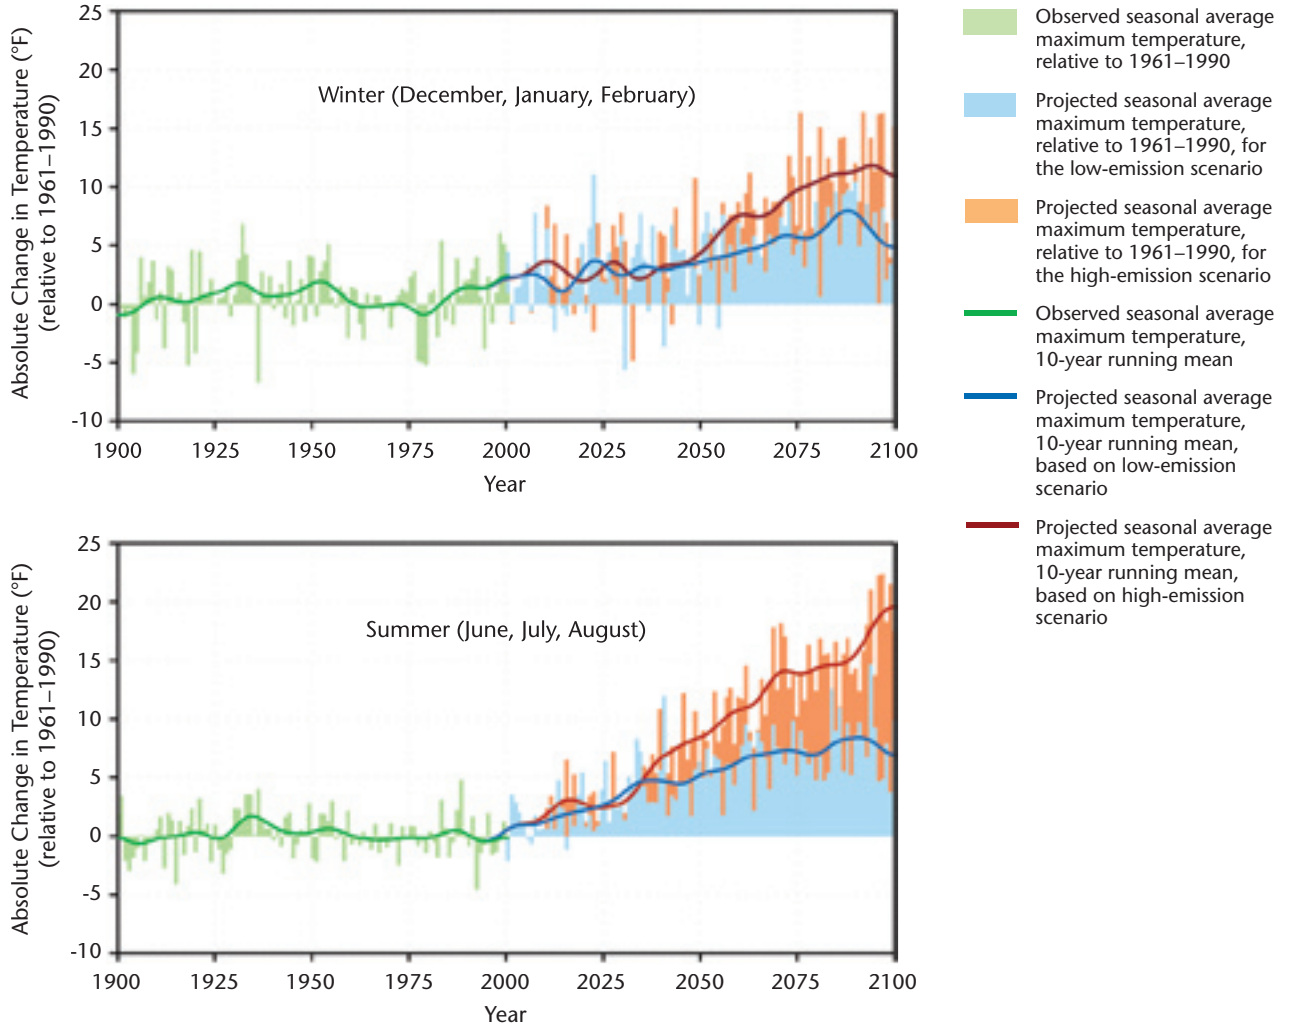 25
20
15
10
5
0
-5
-10
Absolute Change in Temperature (°F)
(relative to 1961–1990)
Winter (December, January, February)
1900 1925 1950 1975 2000 2025 2050 2075 2100
Year
25
20
15
10
5
0
-5
-10
Absolute Change in Temperature (°F)
(relative to 1961–1990)
Summer (June, July, August)
1900 1925 1950 1975 2000 2025 2050 2075 2100
Year
Observed seasonal average
maximum temperature,
relative to 1961–1990
Projected seasonal average
maximum temperature,
relative to 1961–1990, for
the low-emission scenario
Projected seasonal average
maximum temperature,
relative to 1961–1990, for
the high-emission scenario
Observed seasonal average
maximum temperature,
10-year running mean
Projected seasonal average
maximum temperature,
10-year running mean,
based on low-emission
scenario
Projected seasonal average
maximum temperature,
10-year running mean,
based on high-emission
scenario